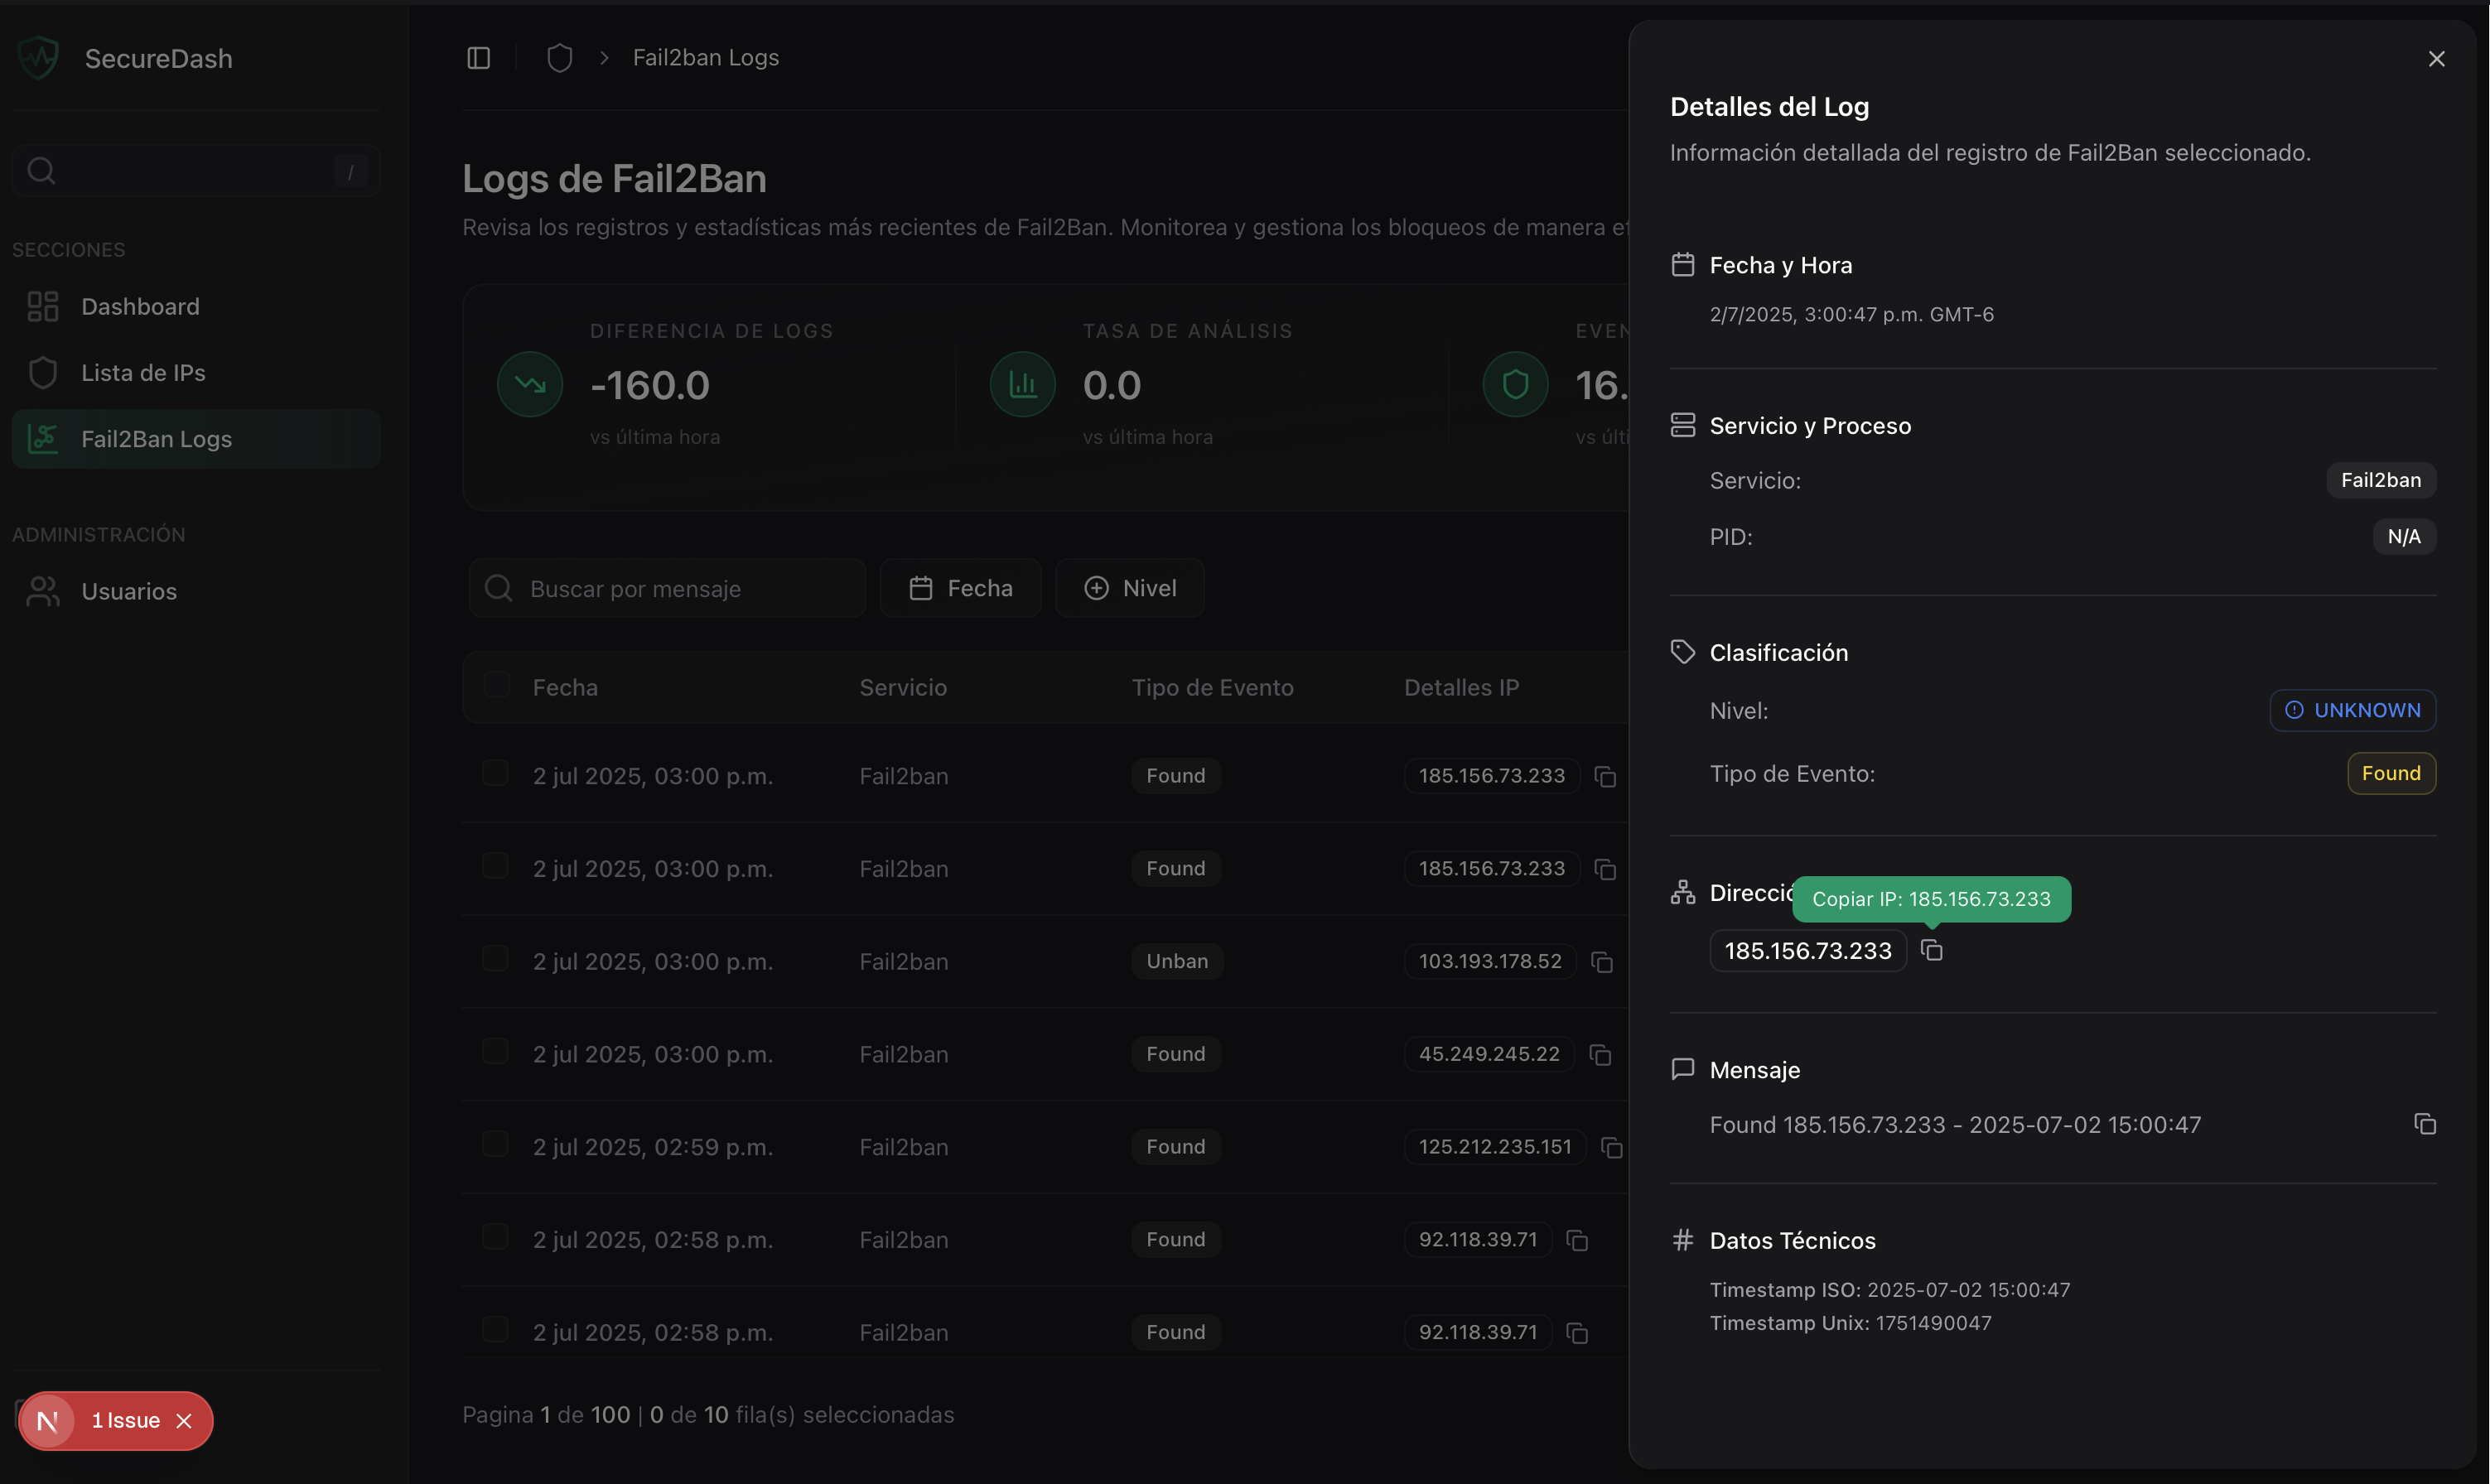 SecureDash
/
SECCIONES
Dashboard
Lista de IPs
Fail2Ban Logs
ADMINISTRACIÓN
Usuarios
N 1 Issue
Fail2ban Logs
Logs de Fail2Ban
Revisa los registros y estadísticas más recientes de Fail2Ban. Monitorea y gestiona los bloqueos de manera
DIFERENCIA DE LOGS
-160.0
vs última hora
TASA DE ANÁLISIS
0.0
vs última hora
EVEN
16.
vs últi
Buscar por mensaje Fecha Nivel
Fecha Servicio Tipo de Evento Detalles IP
2 jul 2025, 03:00 p.m. Fail2ban Found 185.156.73.233
2 jul 2025, 03:00 p.m. Fail2ban Found 185.156.73.233
2 jul 2025, 03:00 p.m. Fail2ban Unban 103.193.178.52
2 jul 2025, 03:00 p.m. Fail2ban Found 45.249.245.22
2 jul 2025, 02:59 p.m. Fail2ban Found 125.212.235.151
2 jul 2025, 02:58 p.m. Fail2ban Found 92.118.39.71
2 jul 2025, 02:58 p.m. Fail2ban Found 92.118.39.71
Pagina 1 de 100 | 0 de 10 fila(s) seleccionadas
Detalles del Log
Información detallada del registro de Fail2Ban seleccionado.
Fecha y Hora
2/7/2025, 3:00:47 p.m. GMT-6
Servicio y Proceso
Servicio: Fail2ban
PID: N/A
Clasificación
Nivel: UNKNOWN
Tipo de Evento: Found
Direcci
Copiar IP: 185.156.73.233
185.156.73.233
Mensaje
Found 185.156.73.233 - 2025-07-02 15:00:47
Datos Técnicos
Timestamp ISO: 2025-07-02 15:00:47
Timestamp Unix: 1751490047